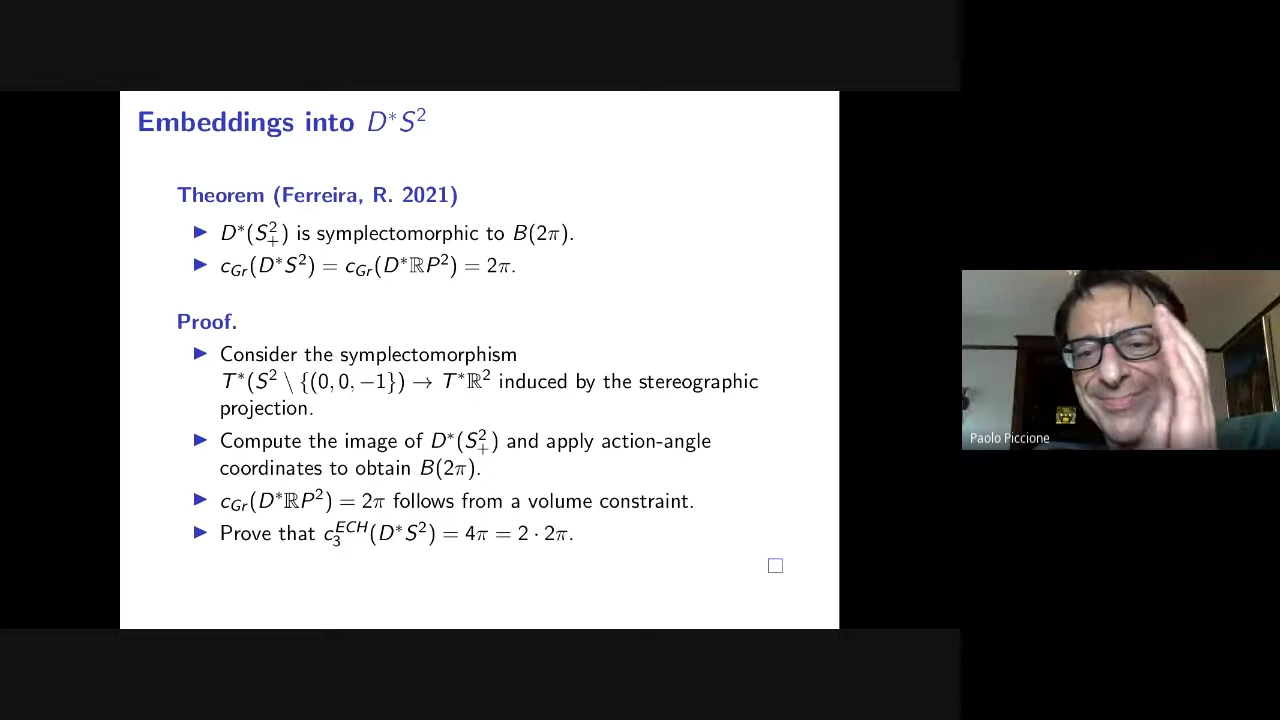 Embeddings into D*S²
Theorem (Ferreira, R. 2021)
▶ D*(S²₊) is symplectomorphic to B(2π).
▶ c_Gr(D*S²) = c_Gr(D*ℝP²) = 2π.
Proof.
▶ Consider the symplectomorphism
T*(S² \ {(0, 0, −1}) → T*ℝ² induced by the stereographic
projection.
▶ Compute the image of D*(S²₊) and apply action-angle
coordinates to obtain B(2π).
▶ c_Gr(D*ℝP²) = 2π follows from a volume constraint.
▶ Prove that c₃^ECH(D*S²) = 4π = 2 · 2π.
□
Paolo Piccione